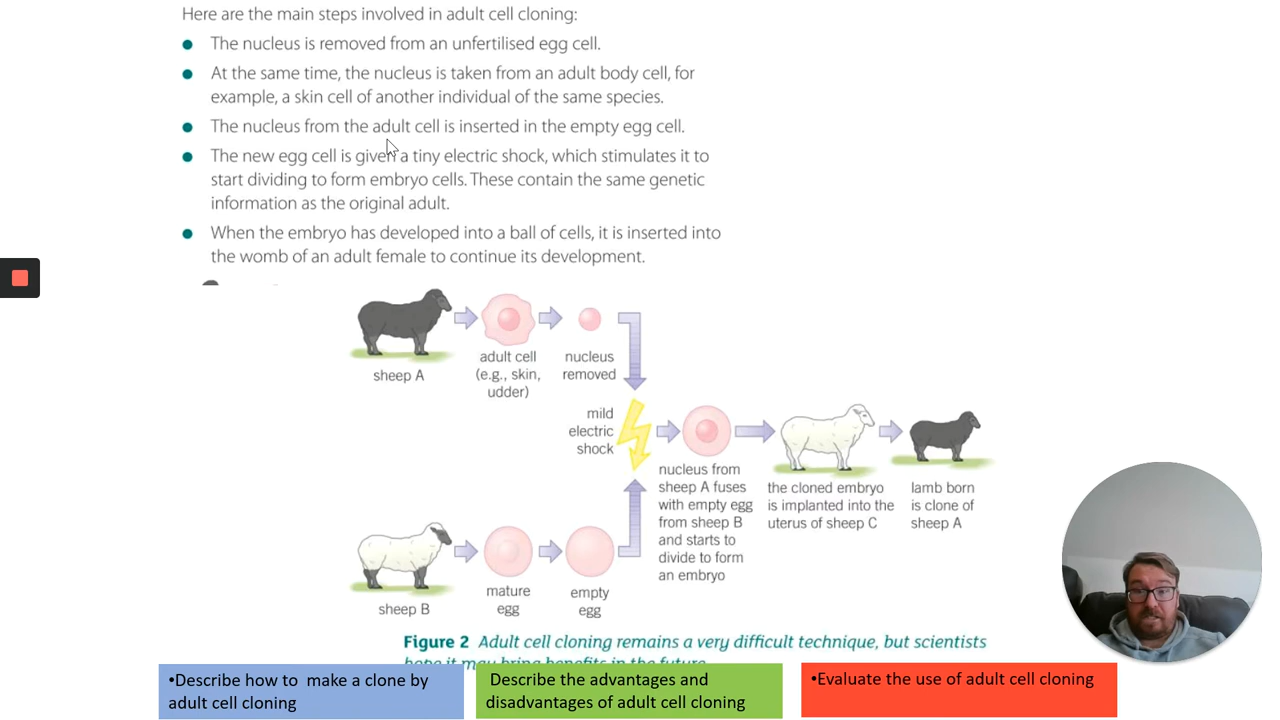 Here are the main steps involved in adult cell cloning:
The nucleus is removed from an unfertilised egg cell.
At the same time, the nucleus is taken from an adult body cell, for
example, a skin cell of another individual of the same species.
The nucleus from the adult cell is inserted in the empty egg cell.
The new egg cell is given a tiny electric shock, which stimulates it to
start dividing to form embryo cells. These contain the same genetic
information as the original adult.
When the embryo has developed into a ball of cells, it is inserted into
the womb of an adult female to continue its development.
sheep A
adult cell
(e.g., skin,
udder)
nucleus
removed
mild
electric
shock
nucleus from
sheep A fuses
with empty egg
from sheep B
and starts to
divide to form
an embryo
the cloned embryo
is implanted into the
uterus of sheep C
lamb born
is clone of
sheep A
sheep B
mature
egg
empty
egg
Figure 2 Adult cell cloning remains a very difficult technique, but scientists
hope it may bring benefits in the future
•Describe how to make a clone by
adult cell cloning
Describe the advantages and
disadvantages of adult cell cloning
•Evaluate the use of adult cell cloning